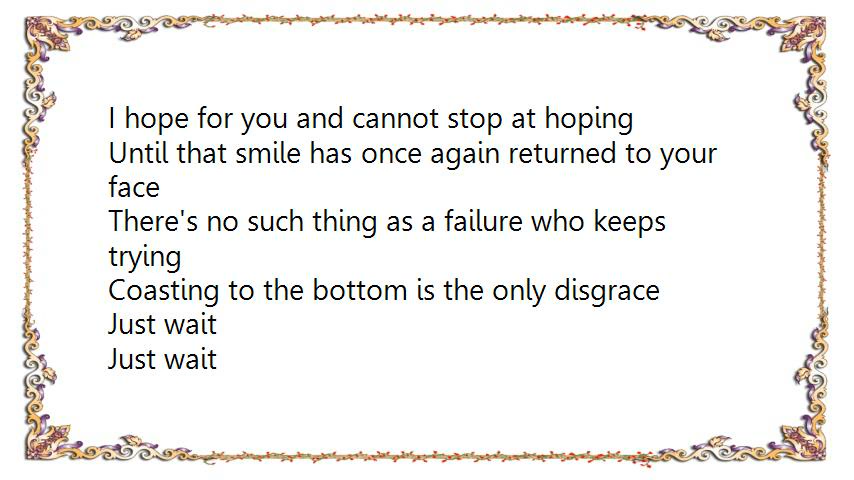 I hope for you and cannot stop at hoping
Until that smile has once again returned to your
face
There's no such thing as a failure who keeps
trying
Coasting to the bottom is the only disgrace
Just wait
Just wait